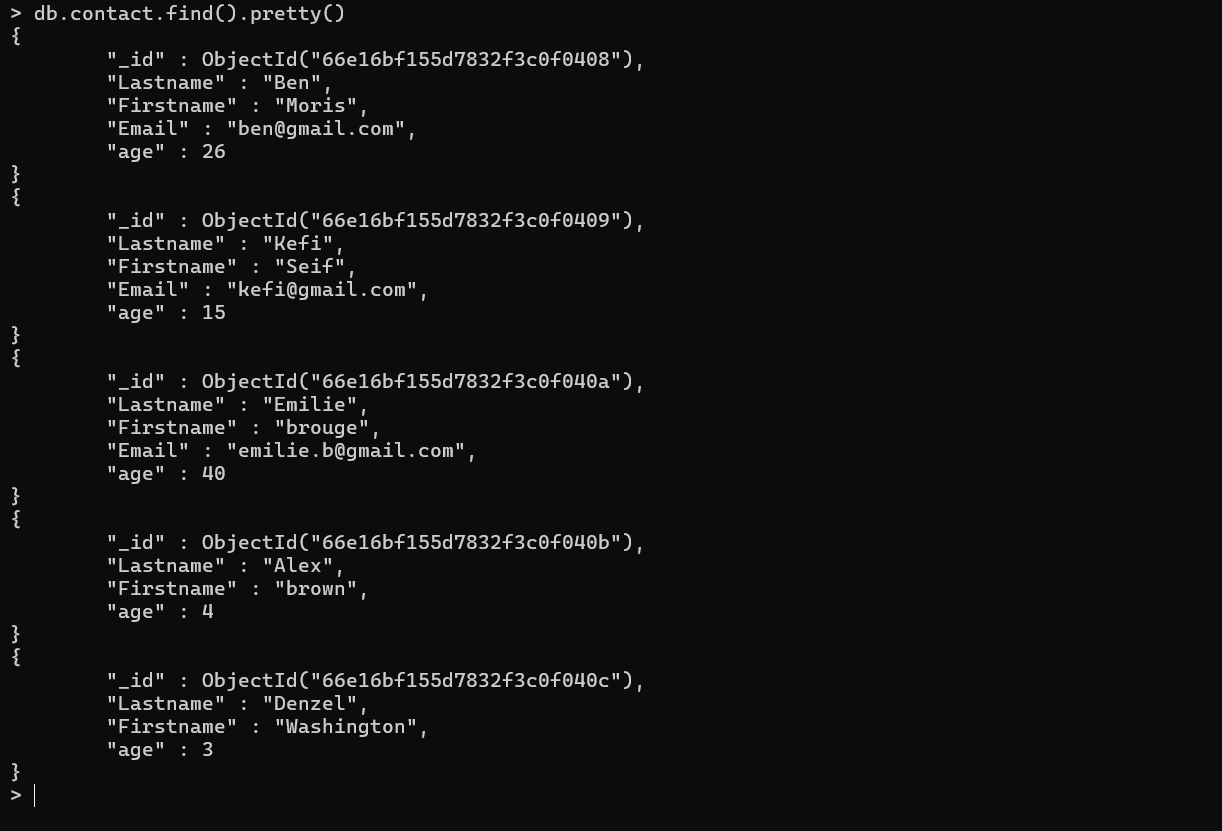 > db.contact.find().pretty()
{
        "_id" : ObjectId("66e16bf155d7832f3c0f0408"),
        "Lastname" : "Ben",
        "Firstname" : "Moris",
        "Email" : "ben@gmail.com",
        "age" : 26
}
{
        "_id" : ObjectId("66e16bf155d7832f3c0f0409"),
        "Lastname" : "Kefi",
        "Firstname" : "Seif",
        "Email" : "kefi@gmail.com",
        "age" : 15
}
{
        "_id" : ObjectId("66e16bf155d7832f3c0f040a"),
        "Lastname" : "Emilie",
        "Firstname" : "brouge",
        "Email" : "emilie.b@gmail.com",
        "age" : 40
}
{
        "_id" : ObjectId("66e16bf155d7832f3c0f040b"),
        "Lastname" : "Alex",
        "Firstname" : "brown",
        "age" : 4
}
{
        "_id" : ObjectId("66e16bf155d7832f3c0f040c"),
        "Lastname" : "Denzel",
        "Firstname" : "Washington",
        "age" : 3
}
>